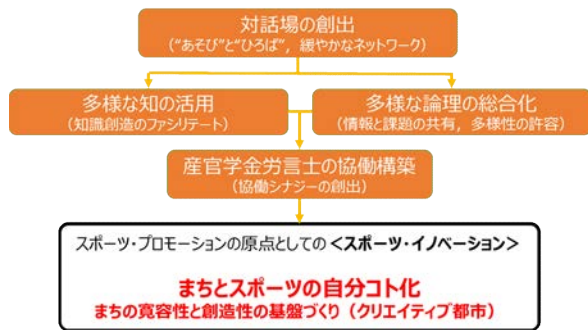 対話場の創出
(“あそび”と“ひろば”，緩やかなネットワーク)
多様な知の活用
(知識創造のファシリテート)
多様な論理の総合化
(情報と課題の共有，多様性の許容)
産官学金労言士の協働構築
(協働シナジーの創出)
スポーツ・プロモーションの原点としての <スポーツ・イノベーション>
まちとスポーツの自分コト化
まちの寛容性と創造性の基盤づくり（クリエイティブ都市）